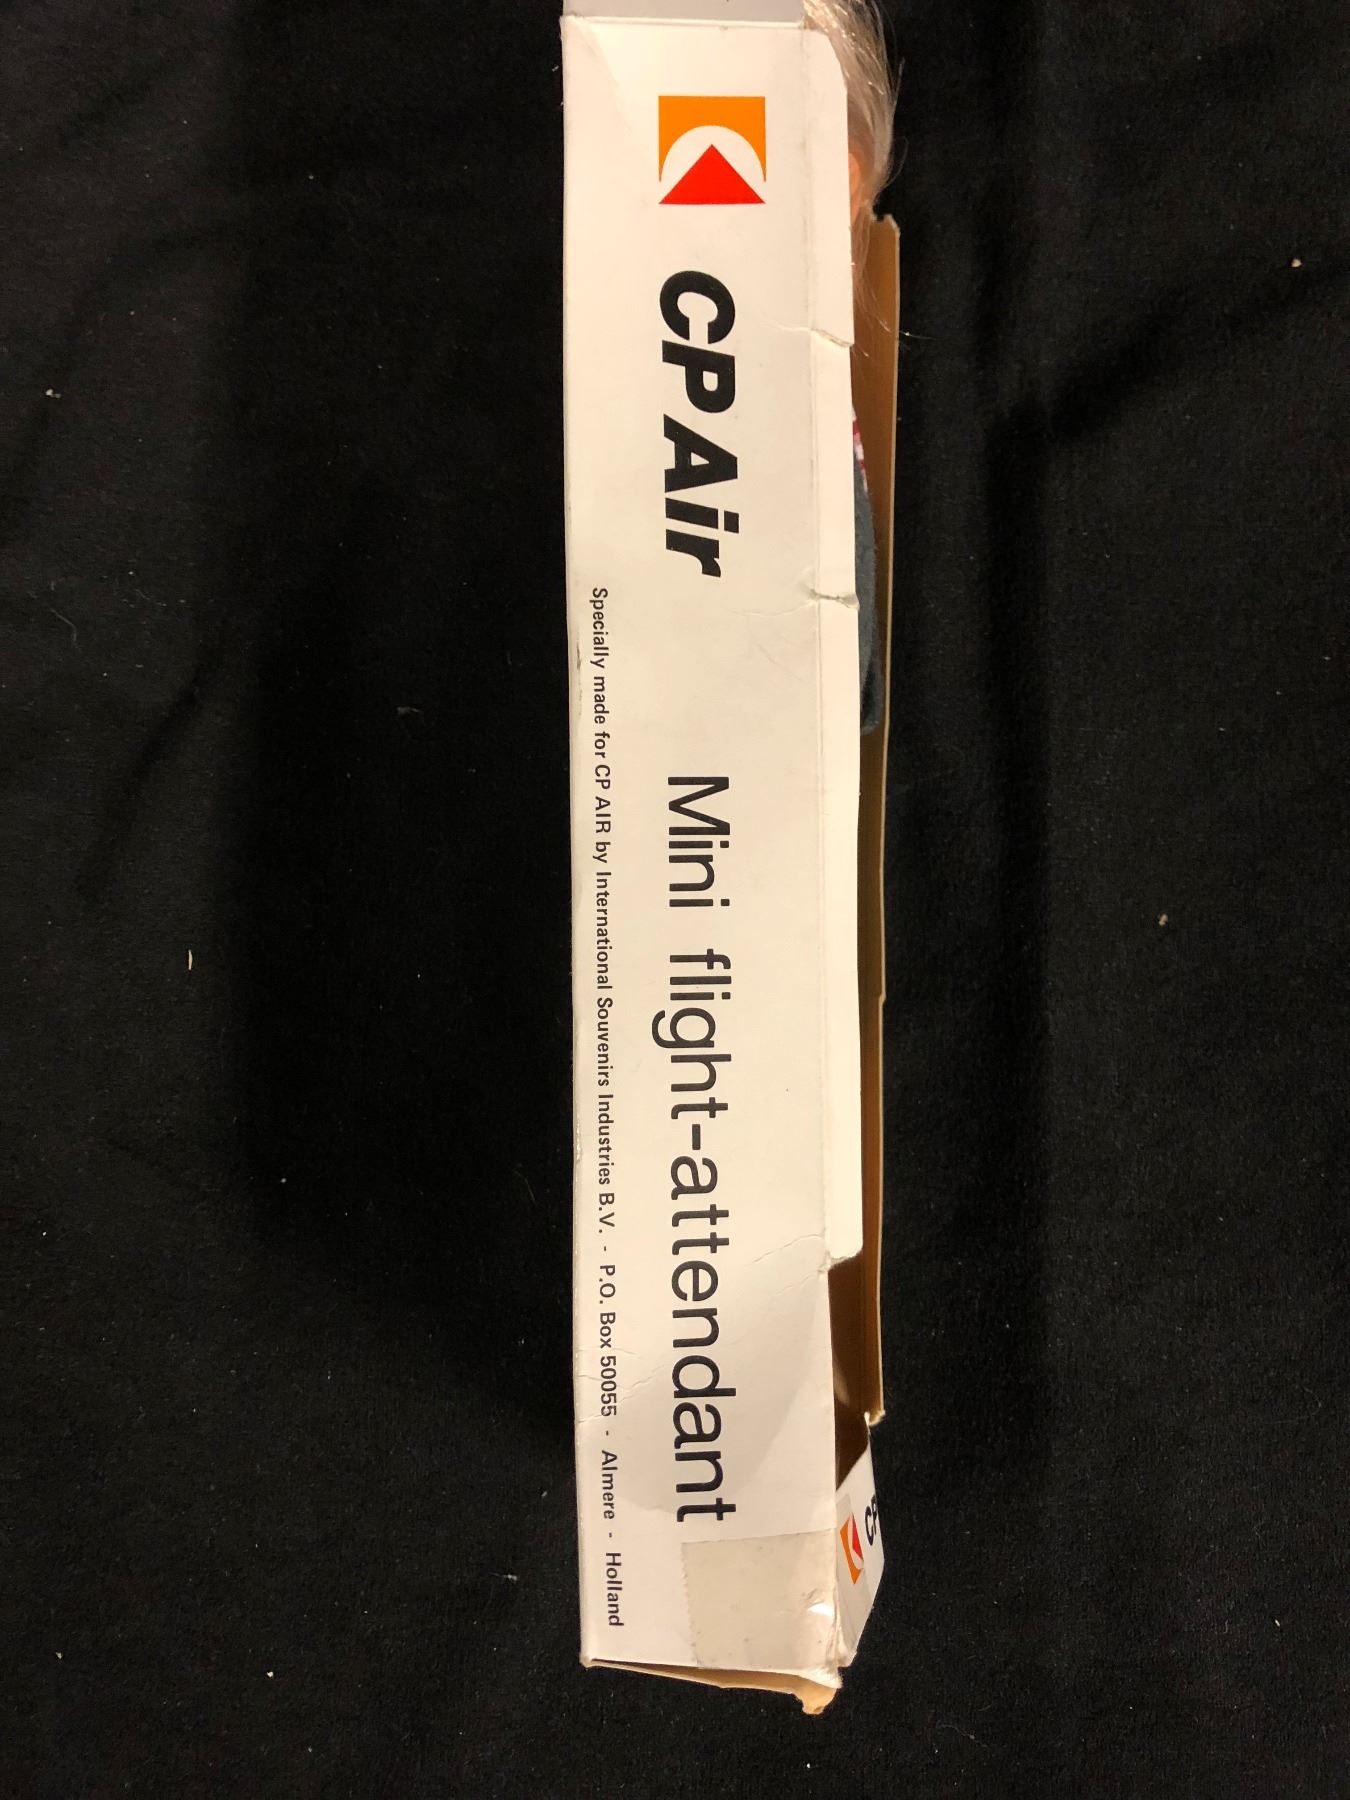 CP Air Mini flight-attendant
Specially made for CP AIR by International Souvenirs Industries B.V. - P.O. Box 50055 - Almere - Holland